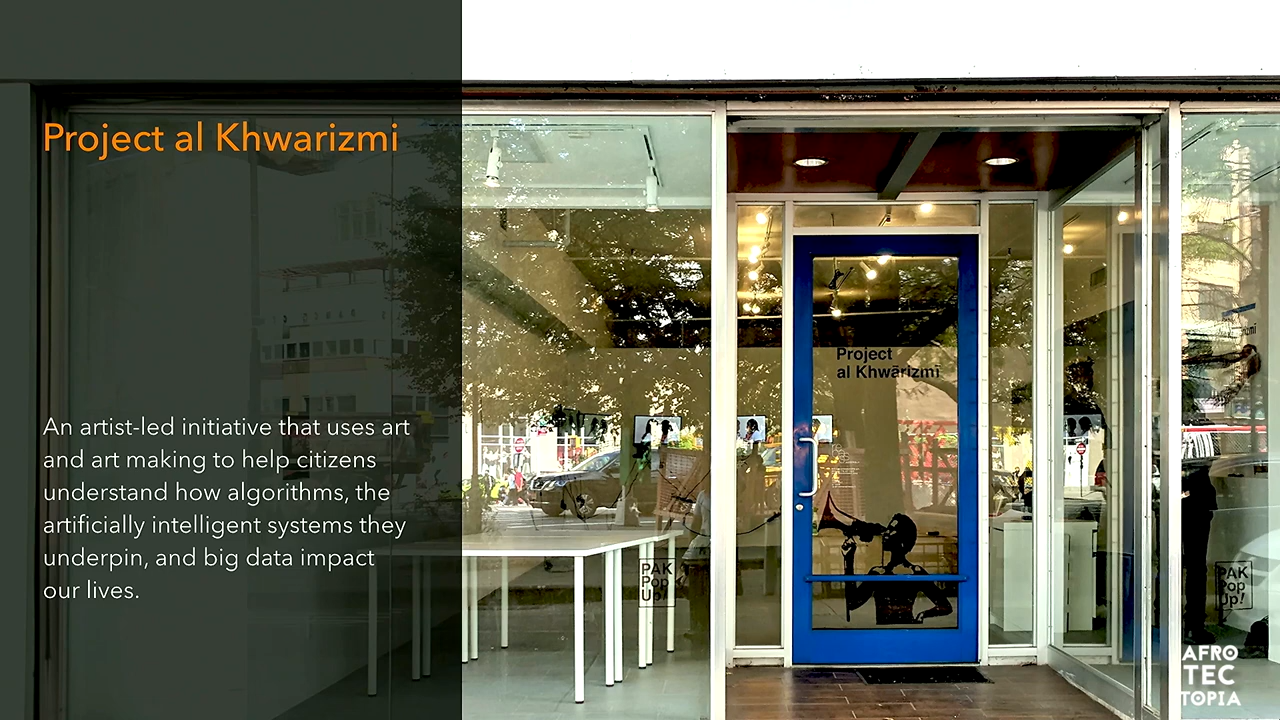 Project al Khwarizmi
An artist-led initiative that uses art
and art making to help citizens
understand how algorithms, the
artificially intelligent systems they
underpin, and big data impact
our lives.
Project
al Khwārizmī
PAK
Pop
Up!
PAK
Pop
Up!
AFRO
TEC
TOPIA